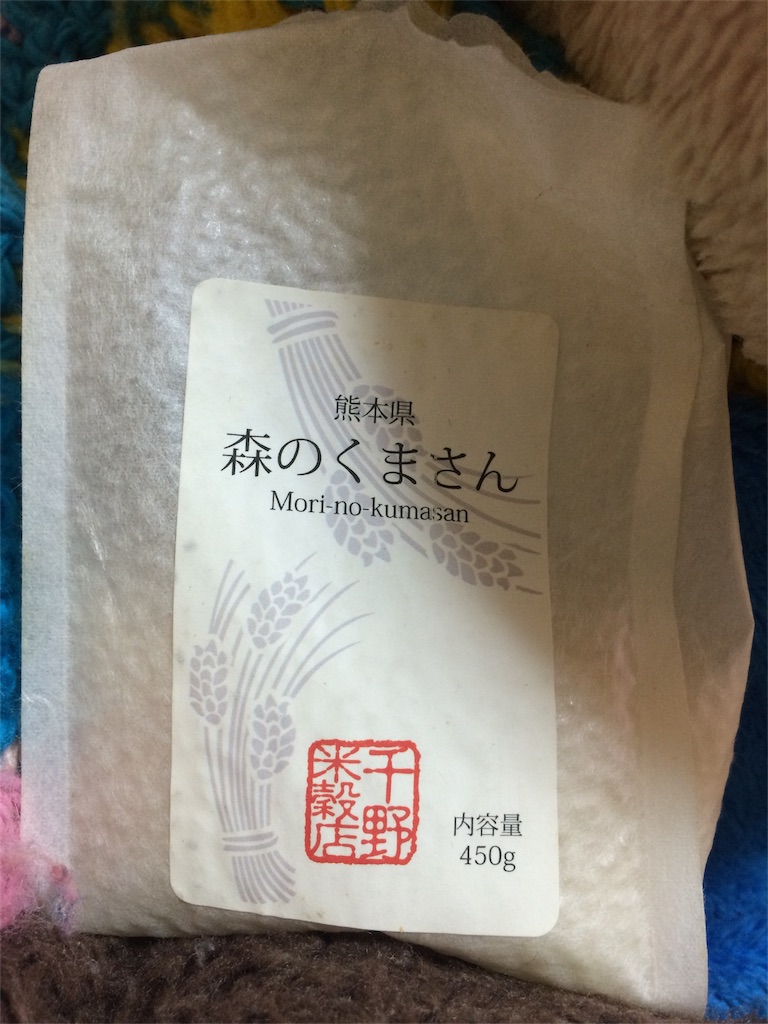 熊本県
森のくまさん
Mori-no-kumasan
千野
米穀店
内容量
450g